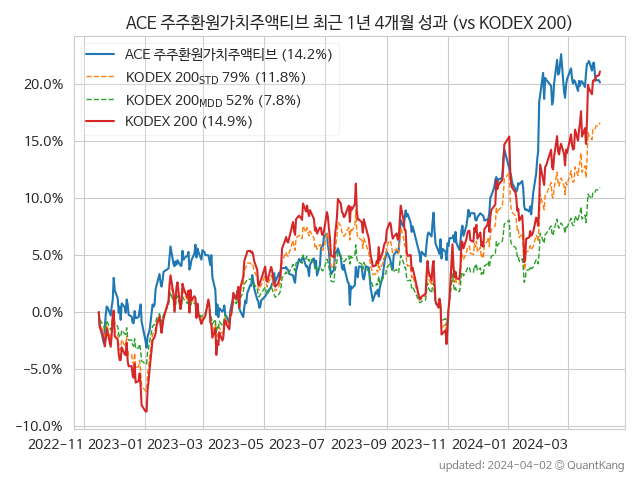 ACE 주주환원가치주액티브 최근 1년 4개월 성과 (vs KODEX 200)
ACE 주주환원가치주액티브 (14.2%)
KODEX 200STD 79% (11.8%)
KODEX 200MDD 52% (7.8%)
KODEX 200 (14.9%)
20.0%
15.0%
10.0%
5.0%
0.0%
−5.0%
−10.0%
2022-11 2023-01 2023-03 2023-05 2023-07 2023-09 2023-11 2024-01 2024-03
updated: 2024-04-02 © QuantKang